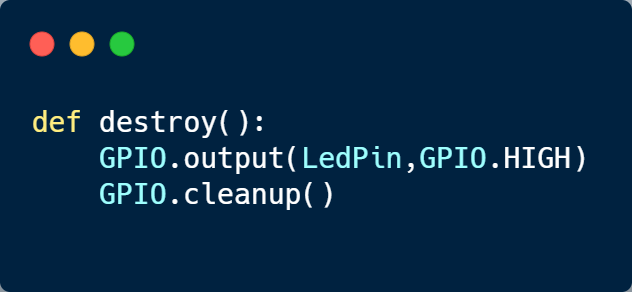 def destroy():
    GPIO.output(LedPin,GPIO.HIGH)
    GPIO.cleanup()